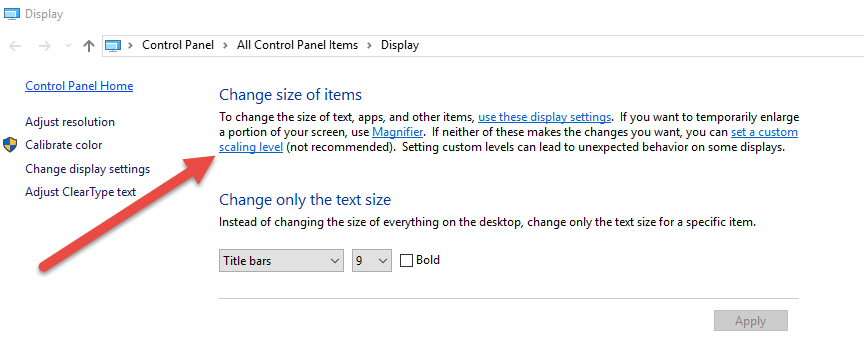 Display
Control Panel > All Control Panel Items > Display
Control Panel Home
Adjust resolution
Calibrate color
Change display settings
Adjust ClearType text
Change size of items
To change the size of text, apps, and other items, use these display settings. If you want to temporarily enlarge
a portion of your screen, use Magnifier. If neither of these makes the changes you want, you can set a custom
scaling level (not recommended). Setting custom levels can lead to unexpected behavior on some displays.
Change only the text size
Instead of changing the size of everything on the desktop, change only the text size for a specific item.
Title bars 9 Bold
Apply